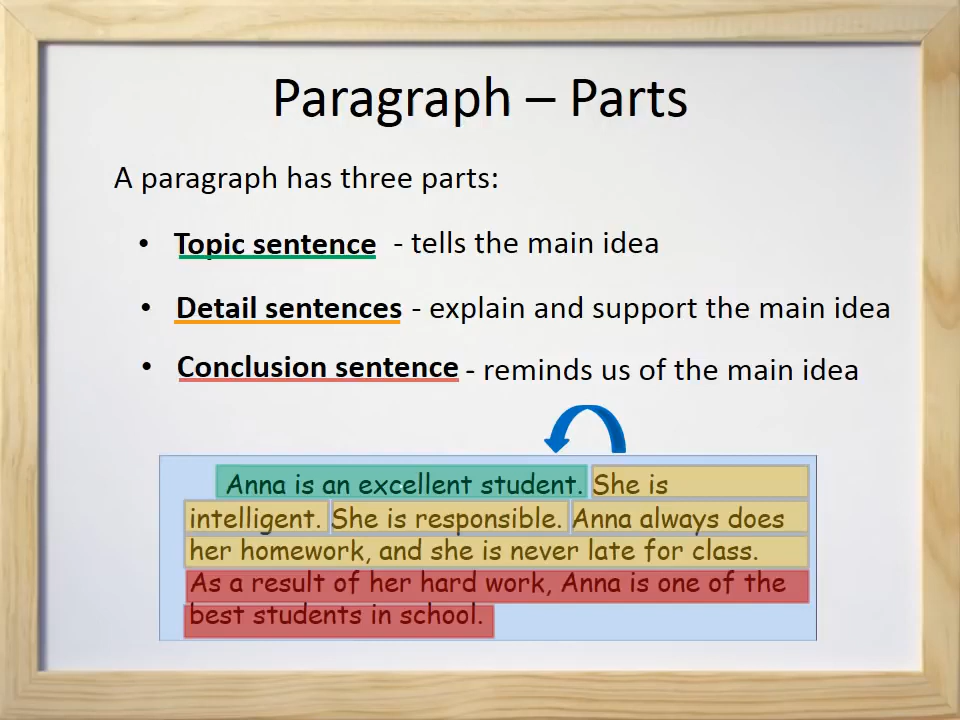 Paragraph – Parts
A paragraph has three parts:
• Topic sentence - tells the main idea
• Detail sentences - explain and support the main idea
• Conclusion sentence - reminds us of the main idea
Anna is an excellent student. She is
intelligent. She is responsible. Anna always does
her homework, and she is never late for class.
As a result of her hard work, Anna is one of the
best students in school.